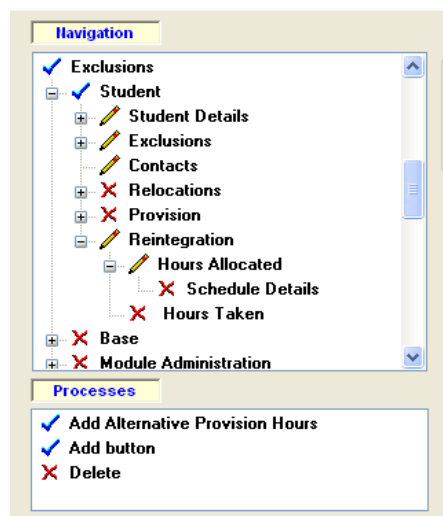 Navigation
Exclusions
Student
Student Details
Exclusions
Contacts
Relocations
Provision
Reintegration
Hours Allocated
Schedule Details
Hours Taken
Base
Module Administration
Processes
Add Alternative Provision Hours
Add button
Delete